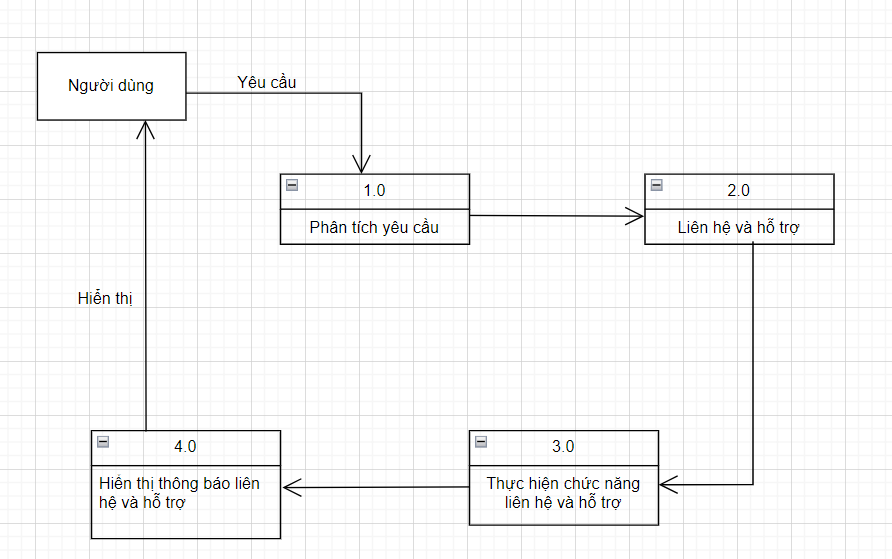 Người dùng
Yêu cầu
1.0
Phân tích yêu cầu
2.0
Liên hệ và hỗ trợ
Hiển thị
4.0
Hiển thị thông báo liên
hệ và hỗ trợ
3.0
Thực hiện chức năng
liên hệ và hỗ trợ